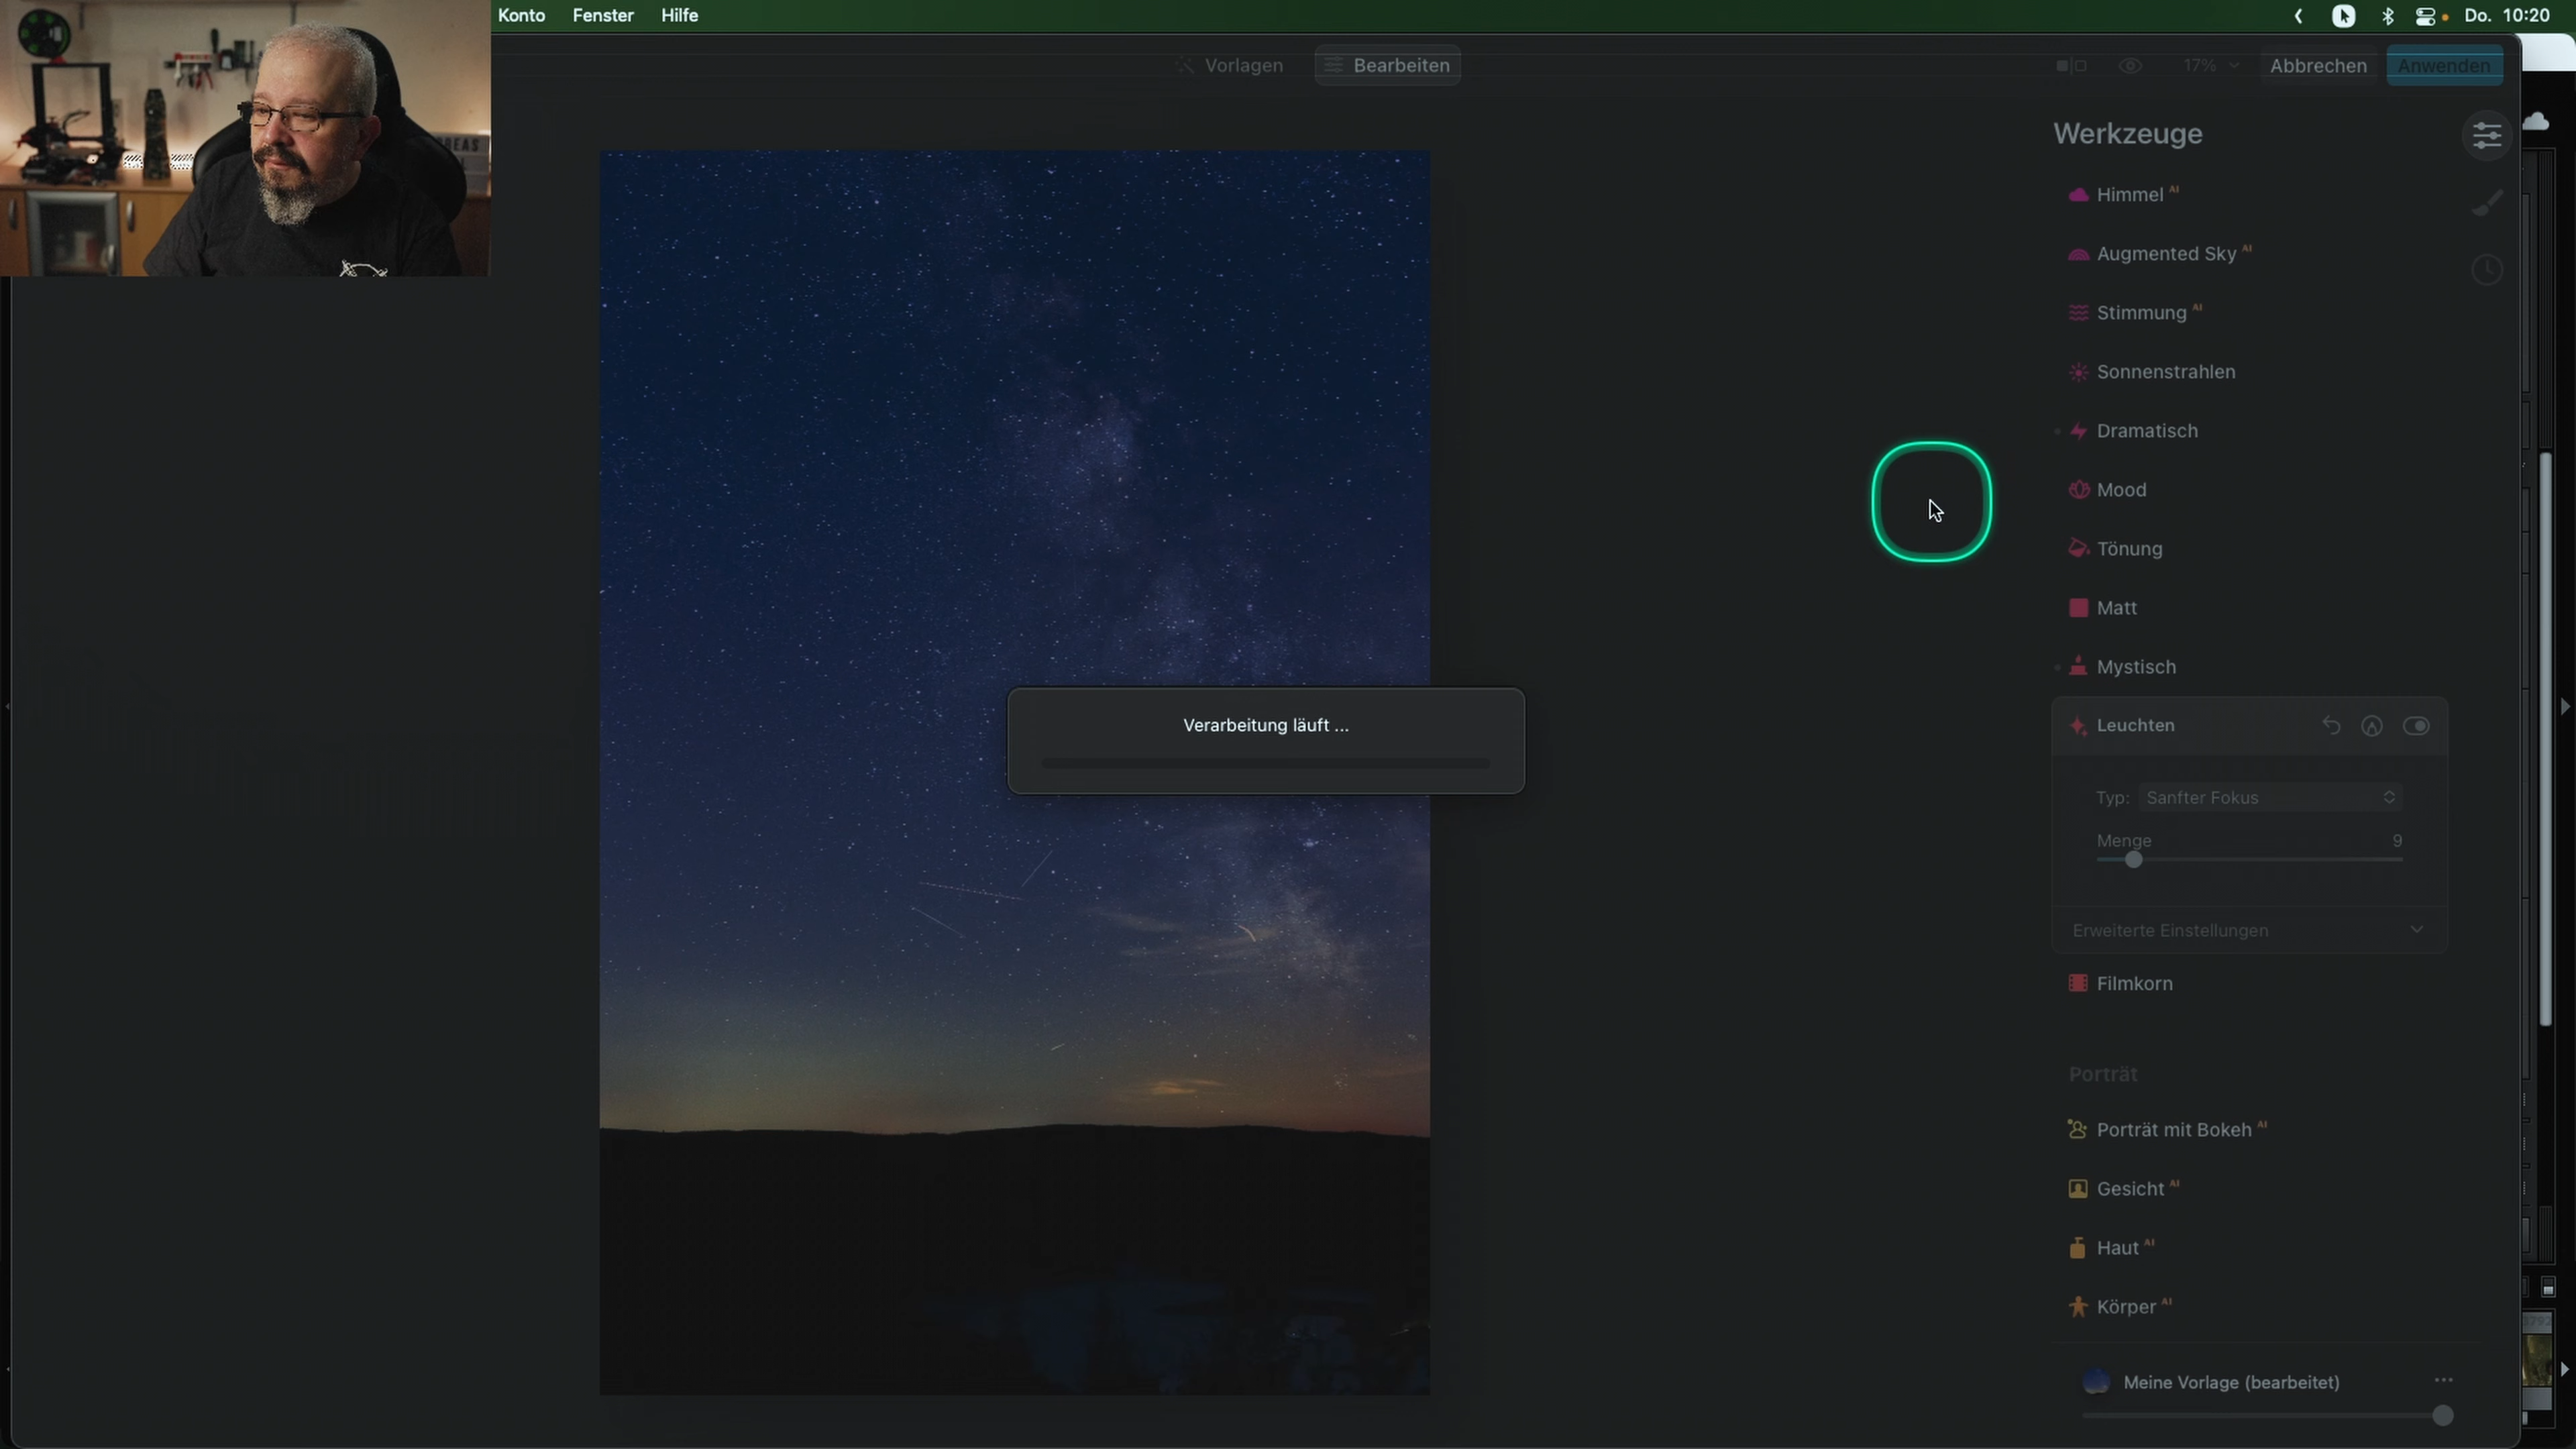 Konto Fenster Hilfe
Do. 10:20
Vorlagen Bearbeiten
17% Abbrechen Anwenden
Werkzeuge
Himmel AI
Augmented Sky AI
Stimmung AI
Sonnenstrahlen
Dramatisch
Mood
Tönung
Matt
Mystisch
Leuchten
Typ: Sanfter Fokus
Menge 9
Erweiterte Einstellungen
Filmkorn
Porträt
Porträt mit Bokeh AI
Gesicht AI
Haut AI
Körper AI
Meine Vorlage (bearbeitet)
Verarbeitung läuft ...